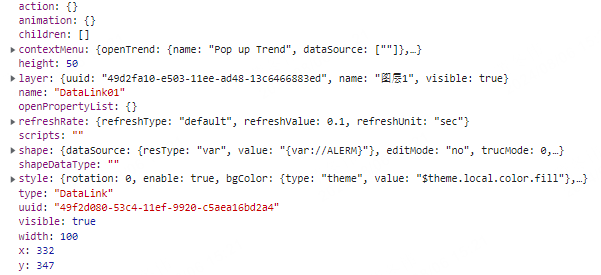 action: {}
animation: {}
children: []
contextMenu: {openTrend: {name: "Pop up Trend", dataSource: [""]},…}
height: 50
layer: {uuid: "49d2fa10-e503-11ee-ad48-13c6466883ed", name: "图层1", visible: true}
name: "DataLink01"
openPropertyList: {}
refreshRate: {refreshType: "default", refreshValue: 0.1, refreshUnit: "sec"}
scripts: ""
shape: {dataSource: {resType: "var", value: "{var://ALERM}"}, editMode: "no", trucMode: 0,…}
shapeDataType: ""
style: {rotation: 0, enable: true, bgColor: {type: "theme", value: "$theme.local.color.fill"},…}
type: "DataLink"
uuid: "49f2d080-53c4-11ef-9920-c5aea16bd2a4"
visible: true
width: 100
x: 332
y: 347